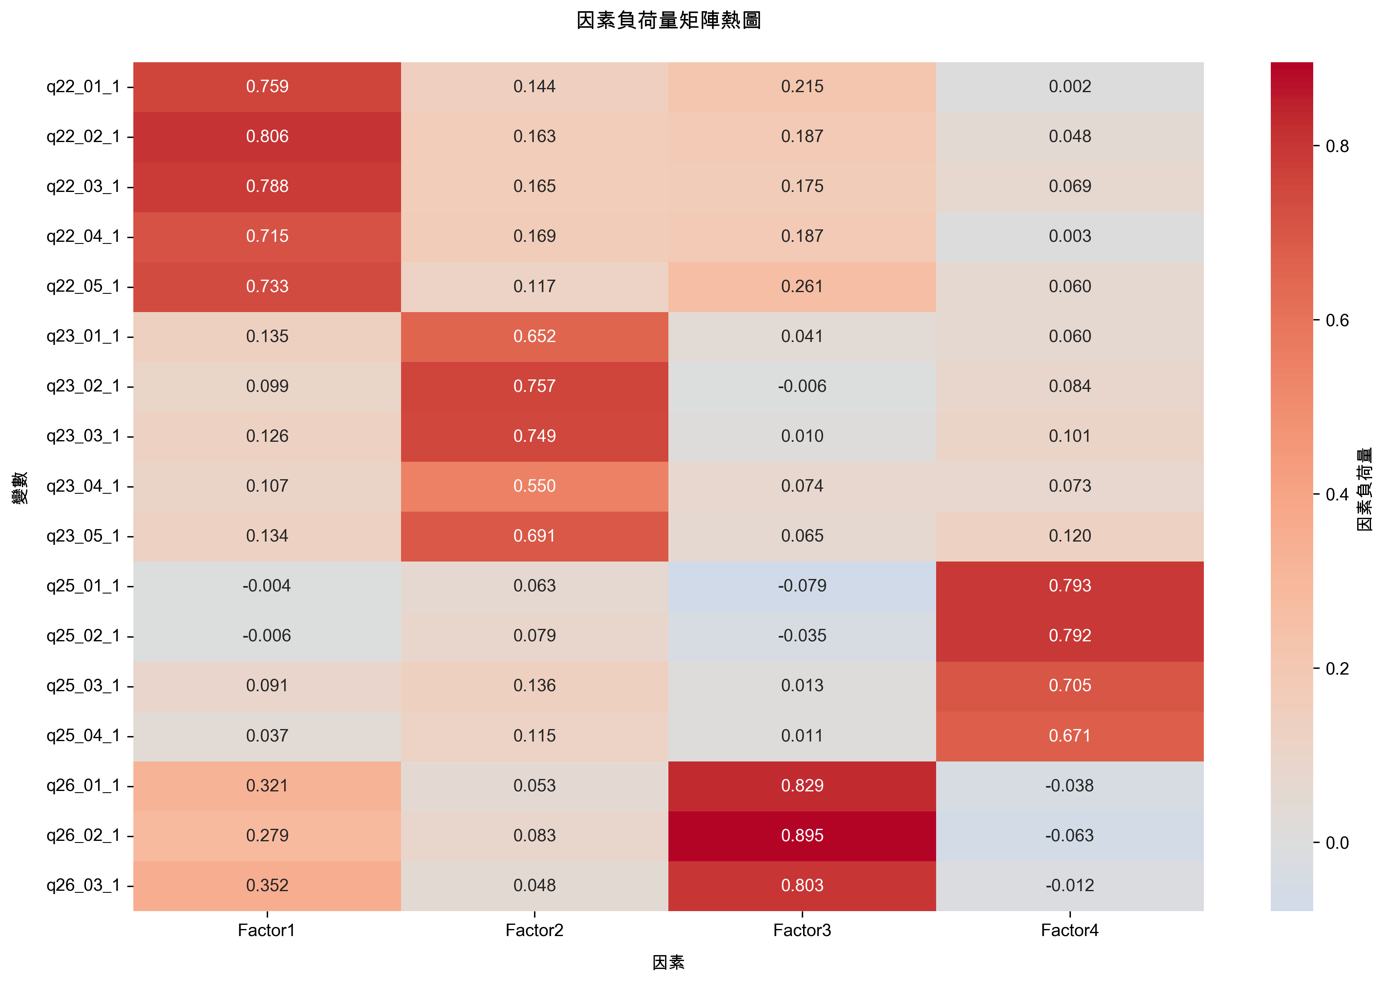 因素負荷量矩陣熱圖
變數
q22_01_1 0.759 0.144 0.215 0.002
q22_02_1 0.806 0.163 0.187 0.048
q22_03_1 0.788 0.165 0.175 0.069
q22_04_1 0.715 0.169 0.187 0.003
q22_05_1 0.733 0.117 0.261 0.060
q23_01_1 0.135 0.652 0.041 0.060
q23_02_1 0.099 0.757 -0.006 0.084
q23_03_1 0.126 0.749 0.010 0.101
q23_04_1 0.107 0.550 0.074 0.073
q23_05_1 0.134 0.691 0.065 0.120
q25_01_1 -0.004 0.063 -0.079 0.793
q25_02_1 -0.006 0.079 -0.035 0.792
q25_03_1 0.091 0.136 0.013 0.705
q25_04_1 0.037 0.115 0.011 0.671
q26_01_1 0.321 0.053 0.829 -0.038
q26_02_1 0.279 0.083 0.895 -0.063
q26_03_1 0.352 0.048 0.803 -0.012
Factor1 Factor2 Factor3 Factor4
因素
0.8
0.6
0.4
0.2
0.0
因素負荷量